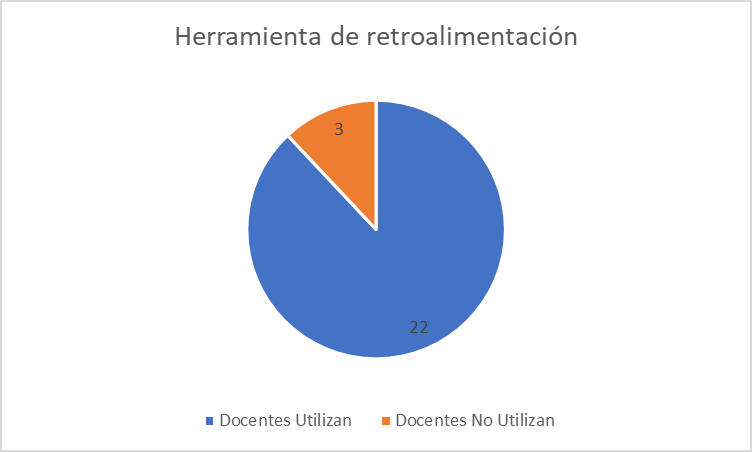 Herramienta de retroalimentación
3
22
Docentes Utilizan
Docentes No Utilizan